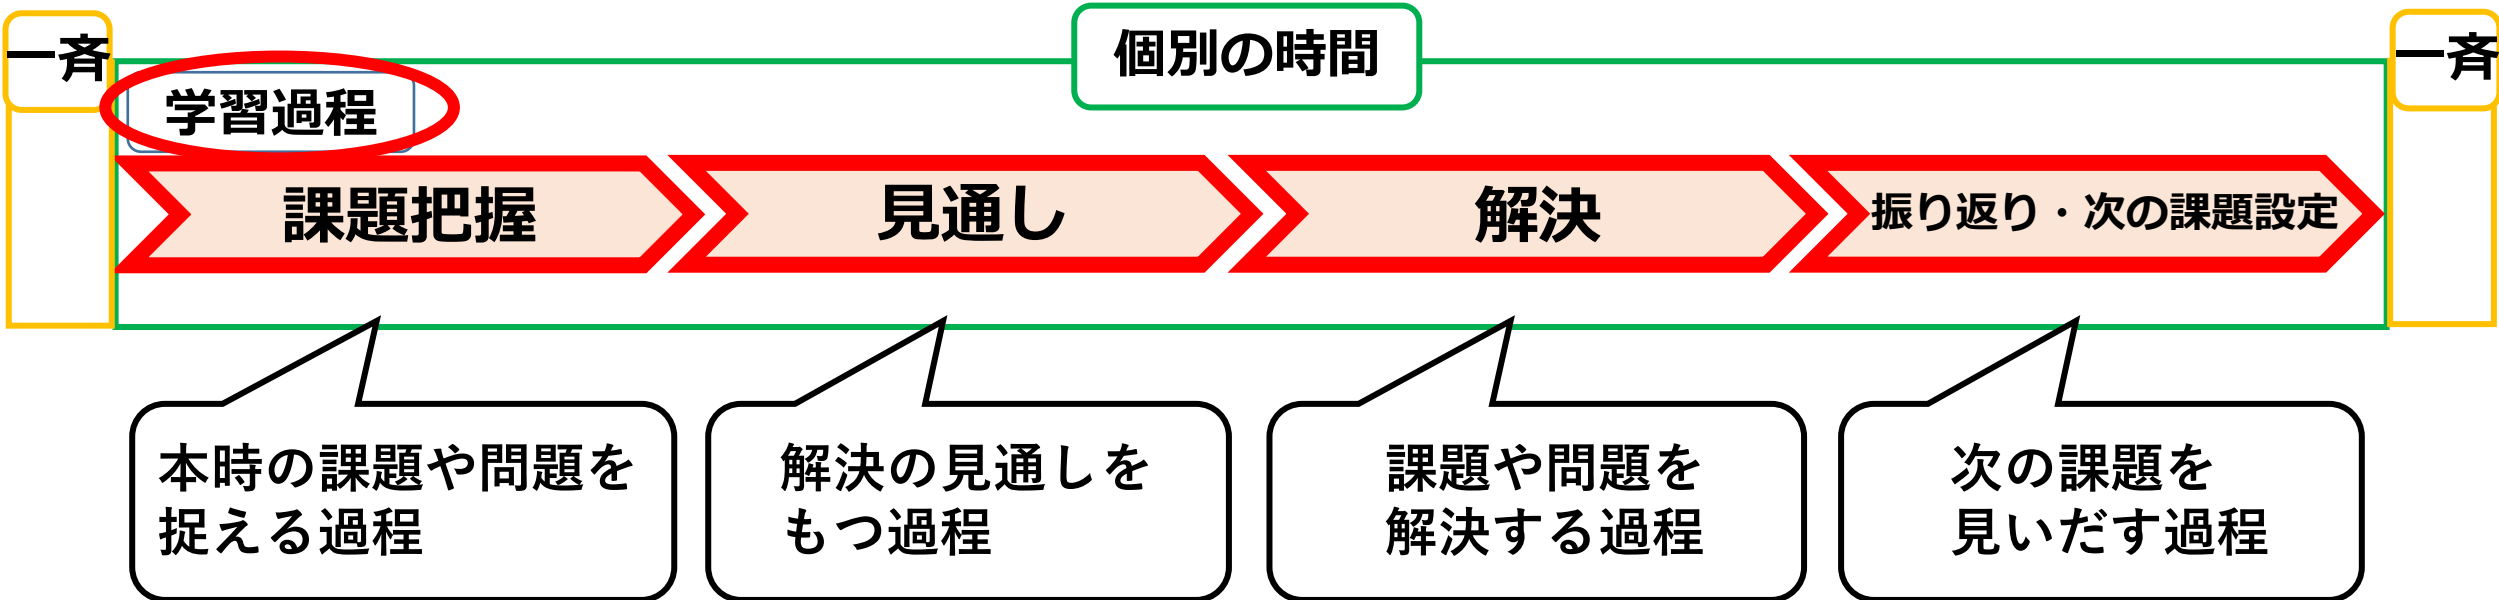 一斉
個別の時間
一斉
学習過程
課題把握
見通し
解決
振り返り・次の課題設定
本時の課題や問題を
捉える過程
解決の見通しを
もつ過程
課題や問題を
解決する過程
課題や次の
見通しをいだく過程